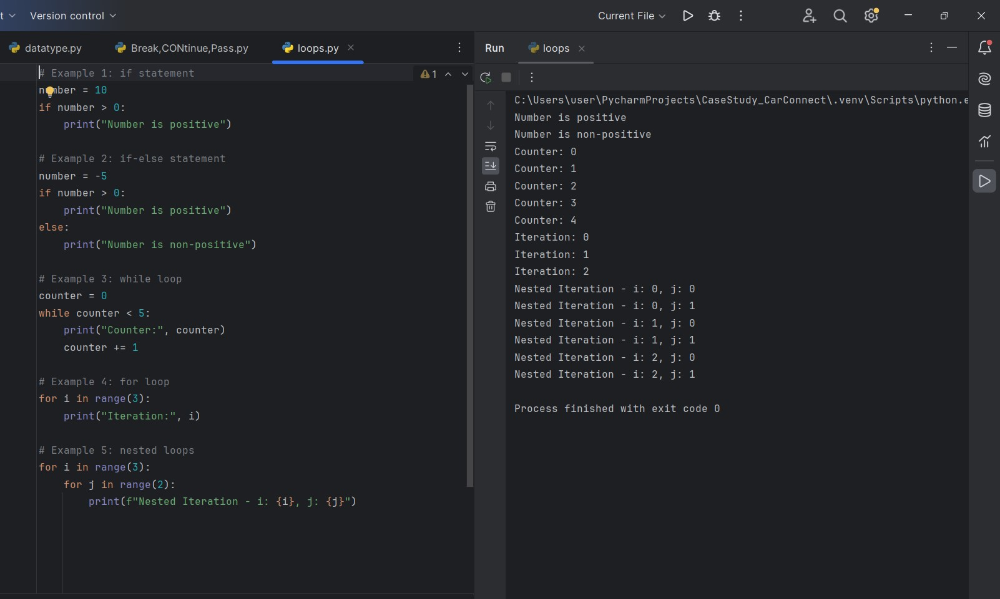 t
Version control
Current File
datatype.py
Break,CONtinue,Pass.py
loops.py
# Example 1: if statement
1
number = 10
if number > 0:
    print("Number is positive")
# Example 2: if-else statement
number = -5
if number > 0:
    print("Number is positive")
else:
    print("Number is non-positive")
# Example 3: while loop
counter = 0
while counter < 5:
    print("Counter:", counter)
    counter += 1
# Example 4: for loop
for i in range(3):
    print("Iteration:", i)
# Example 5: nested loops
for i in range(3):
    for j in range(2):
        print(f"Nested Iteration - i: {i}, j: {j}")
Run
loops
C:\Users\user\PycharmProjects\CaseStudy_CarConnect\.venv\Scripts\python.e
Number is positive
Number is non-positive
Counter: 0
Counter: 1
Counter: 2
Counter: 3
Counter: 4
Iteration: 0
Iteration: 1
Iteration: 2
Nested Iteration - i: 0, j: 0
Nested Iteration - i: 0, j: 1
Nested Iteration - i: 1, j: 0
Nested Iteration - i: 1, j: 1
Nested Iteration - i: 2, j: 0
Nested Iteration - i: 2, j: 1
Process finished with exit code 0